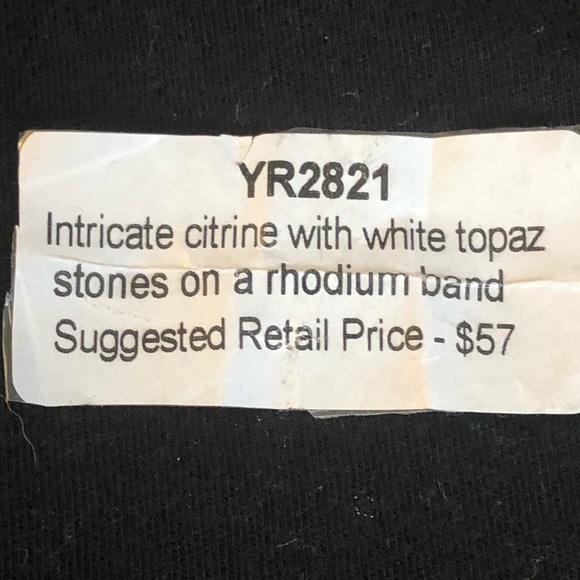 YR2821
Intricate citrine with white topaz
stones on a rhodium band
Suggested Retail Price - $57